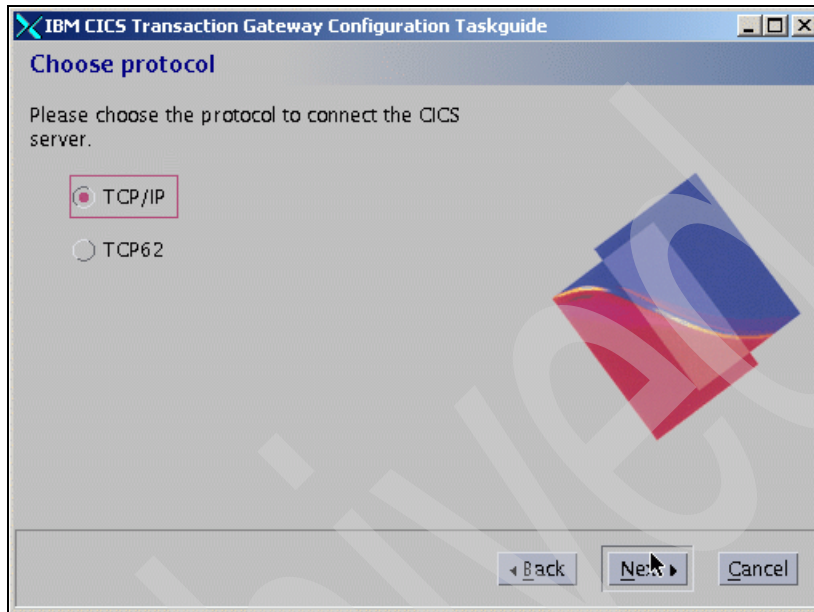 IBM CICS Transaction Gateway Configuration Taskguide
Choose protocol
Please choose the protocol to connect the CICS
server.
TCP/IP
TCP62
Back
Next
Cancel